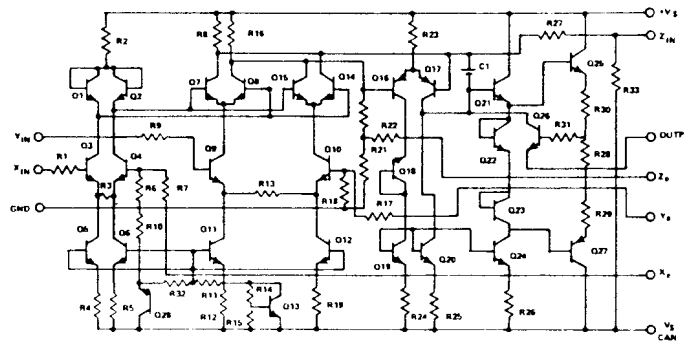 +VS
R2
R8
R16
R23
R27
ZIN
Q1
Q2
Q7
Q8
Q15
Q14
Q16
Q17
C1
Q21
Q25
R33
R30
Q3
YIN
R9
R22
Q26
R31
OUTP
XIN
R1
Q4
Q9
Q10
R21
Q22
R28
R3
R6
R7
R13
Q18
Zo
GND
R18
R17
Q23
R29
R10
Q5
Q6
Q11
Q12
Q19
Q20
Q24
Q27
R32
R11
R14
Q13
R4
R5
Q28
R12
R15
R19
R24
R25
R26
VS
CAN